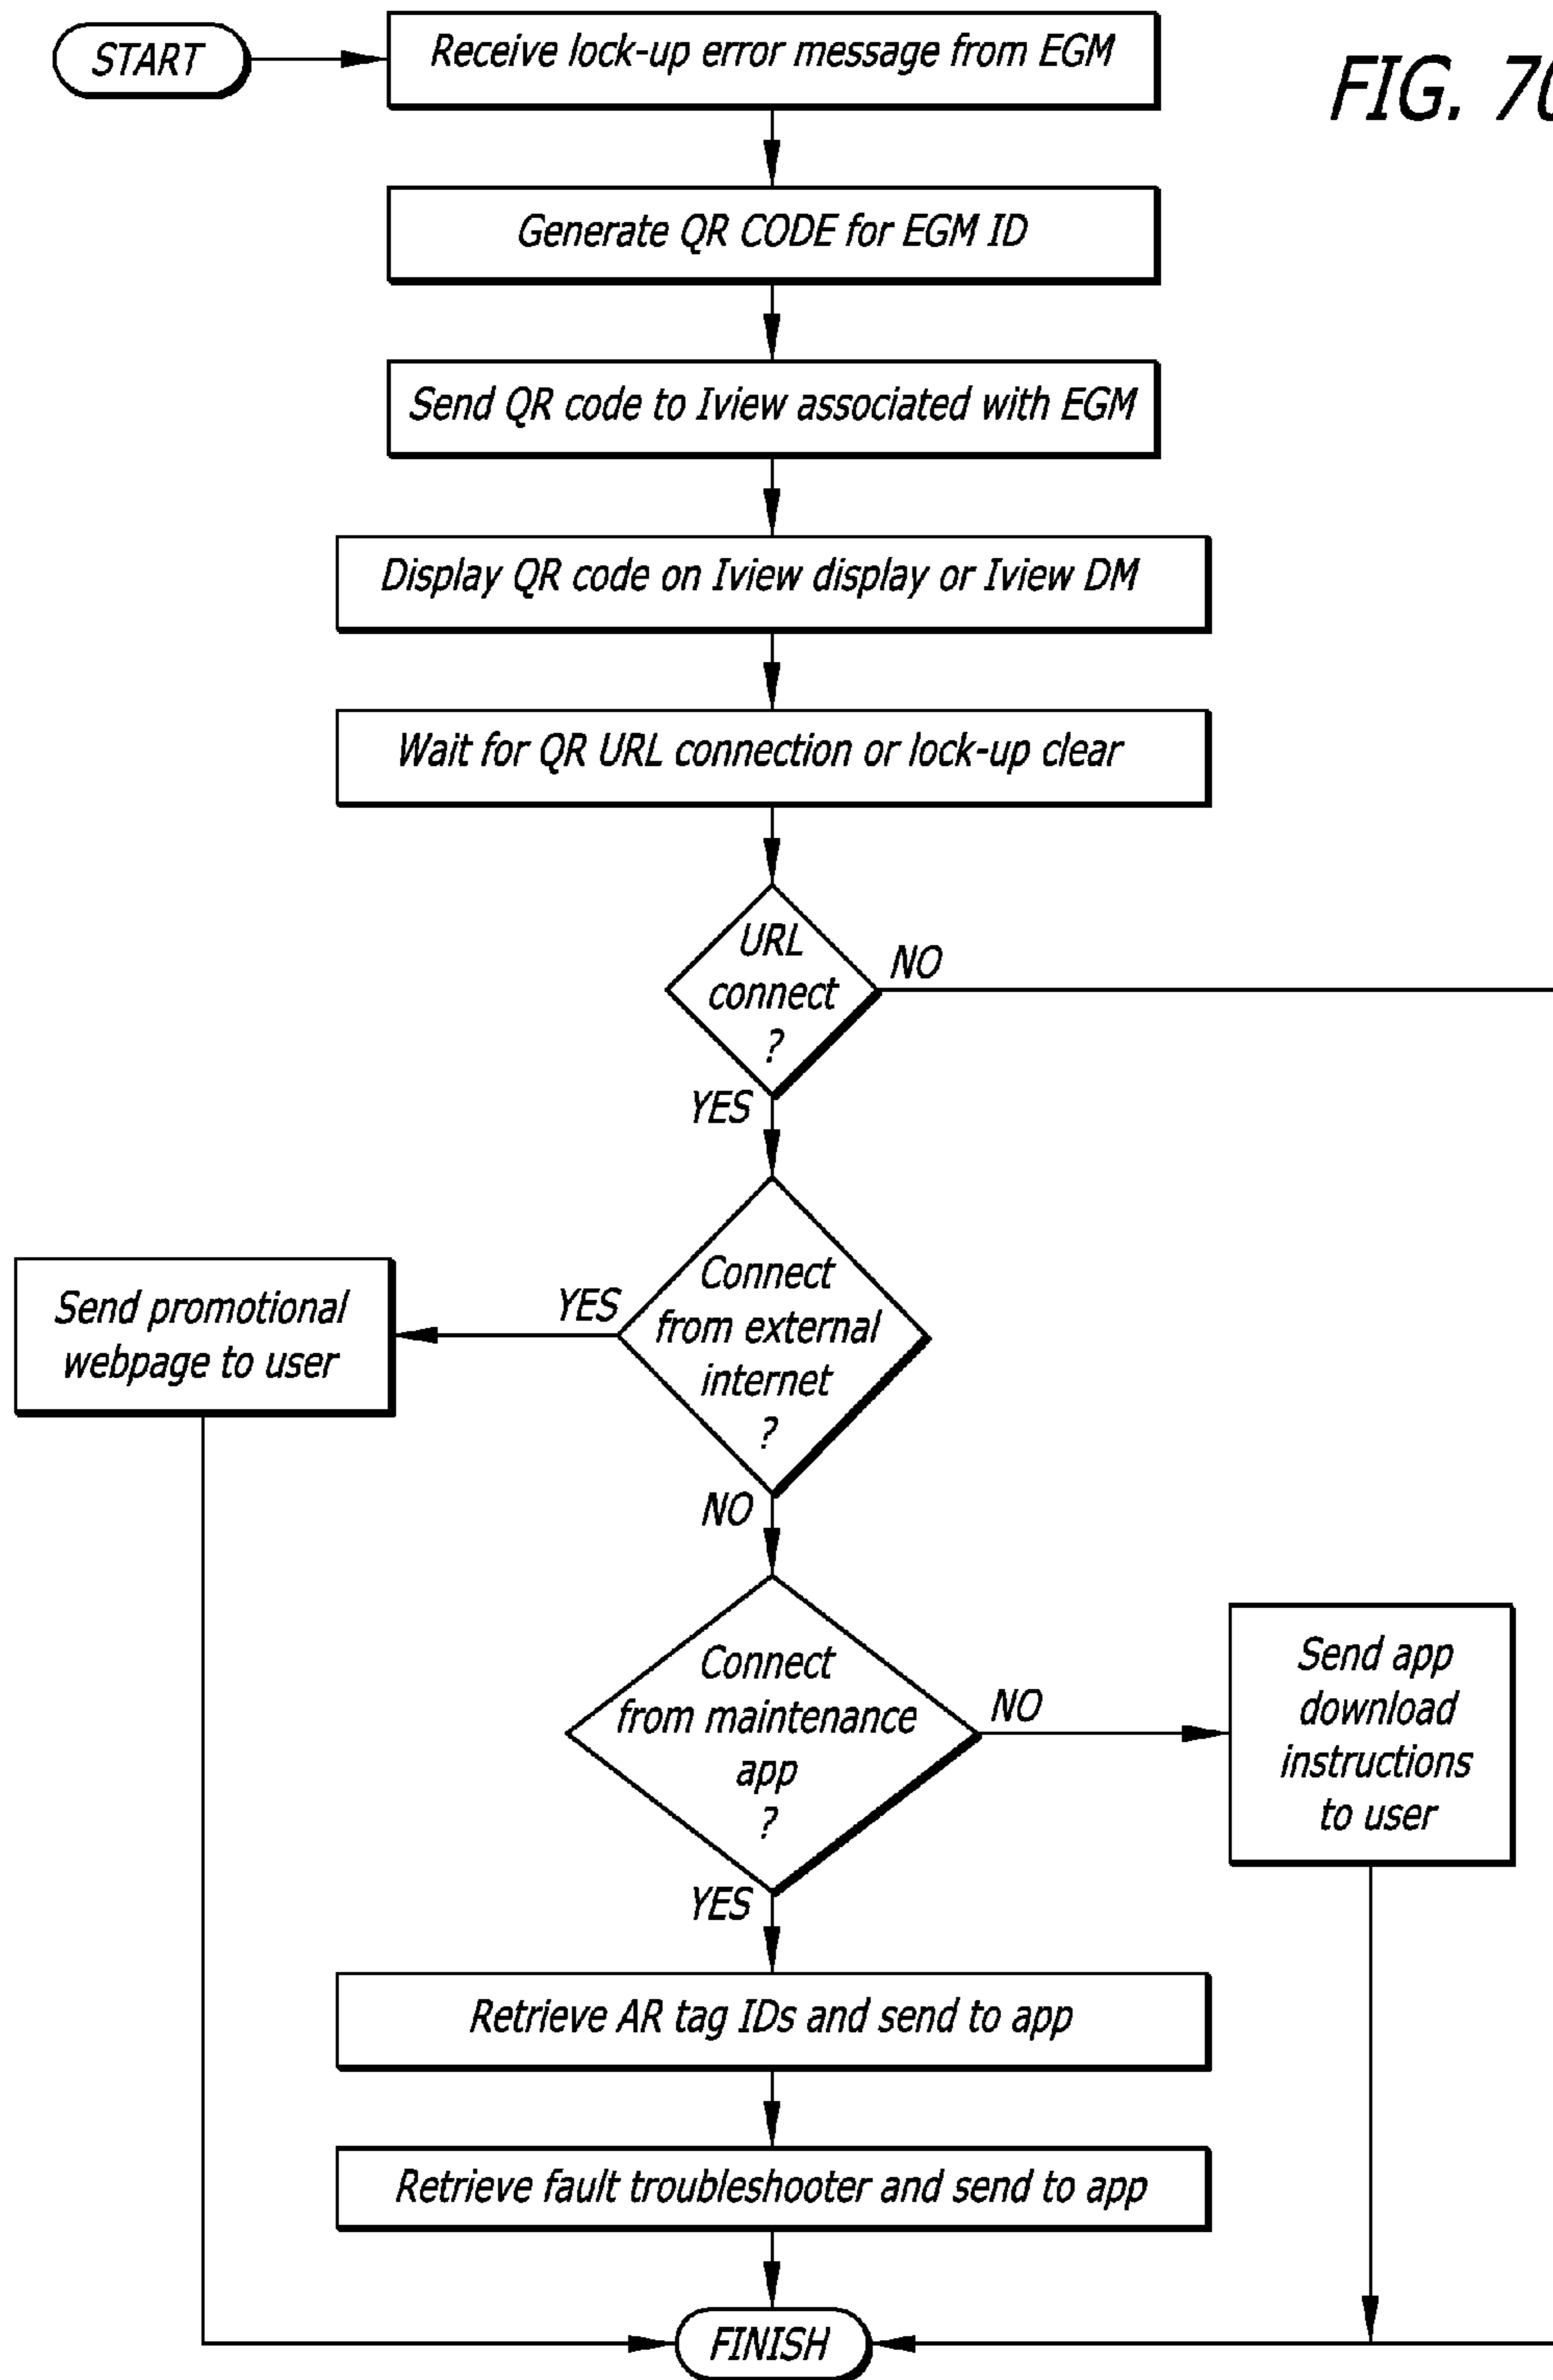 START
Receive lock-up error message from EGM
FIG. 70
Generate QR CODE for EGM ID
Send QR code to Iview associated with EGM
Display QR code on Iview display or Iview DM
Wait for QR URL connection or lock-up clear
URL
connect
?
NO
YES
Connect
from external
internet
?
YES
Send promotional
webpage to user
NO
Connect
from maintenance
app
?
NO
Send app
download
instructions
to user
YES
Retrieve AR tag IDs and send to app
Retrieve fault troubleshooter and send to app
FINISH